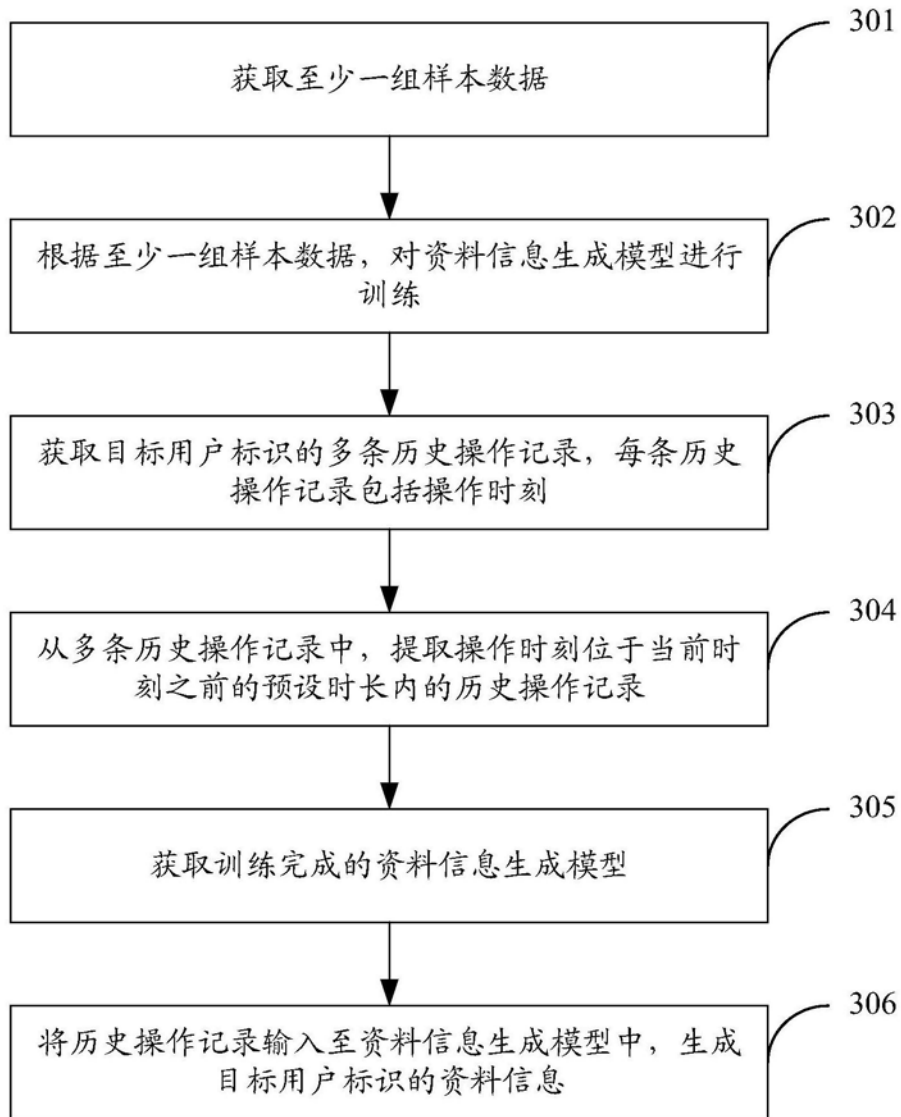 301
获取至少一组样本数据
302
根据至少一组样本数据，对资料信息生成模型进行
训练
303
获取目标用户标识的多条历史操作记录，每条历史
操作记录包括操作时刻
304
从多条历史操作记录中，提取操作时刻位于当前时
刻之前的预设时长内的历史操作记录
305
获取训练完成的资料信息生成模型
306
将历史操作记录输入至资料信息生成模型中，生成
目标用户标识的资料信息